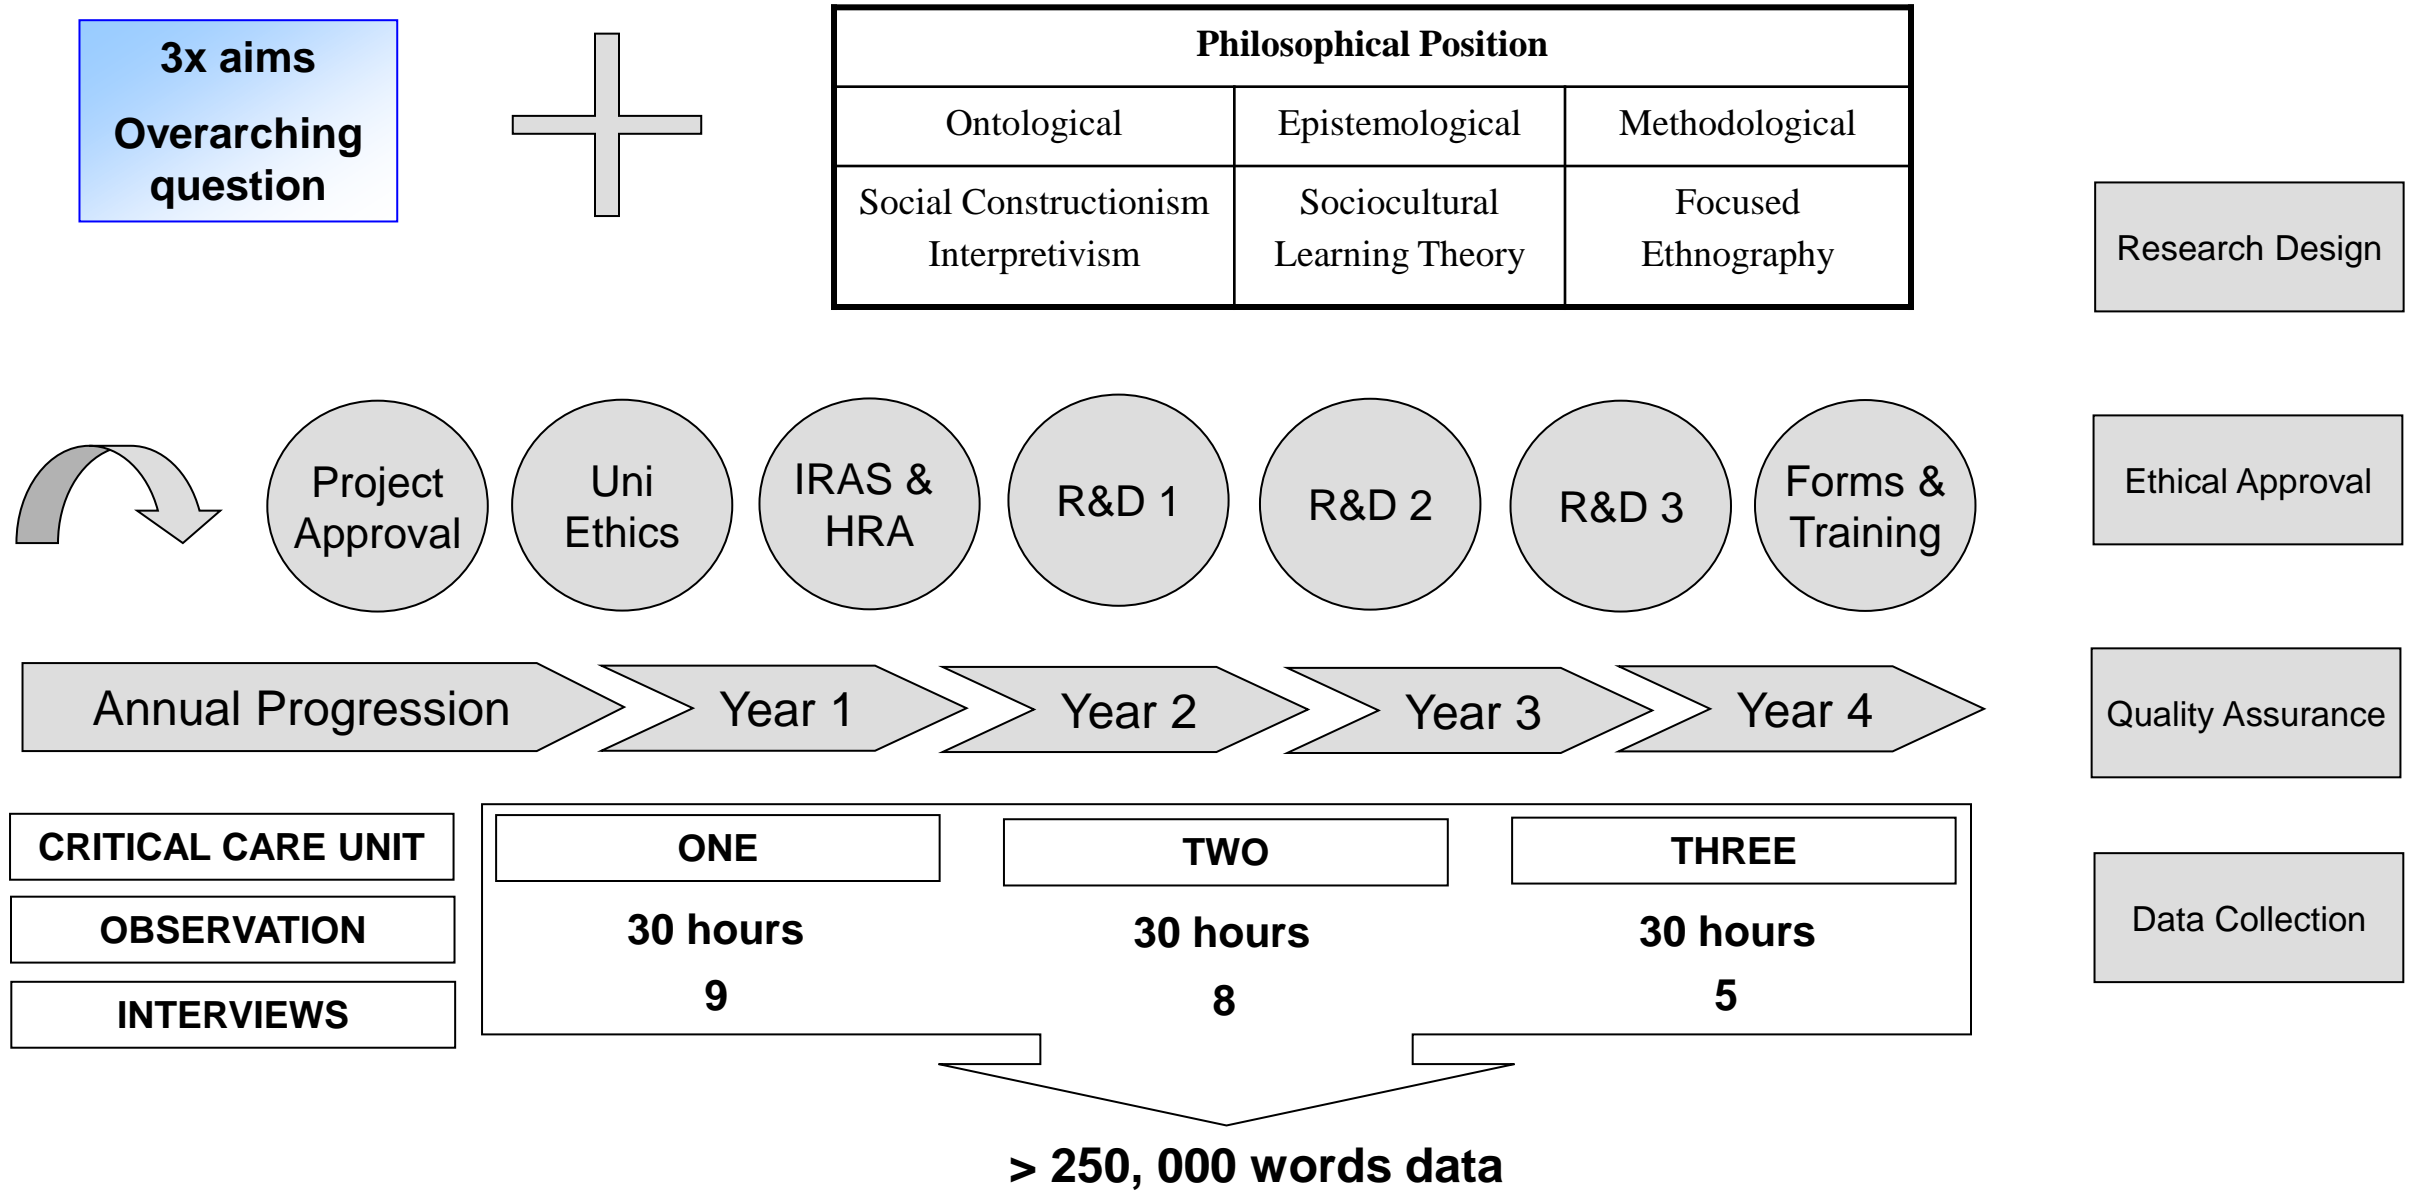 3x aims
Overarching
question
Philosophical Position
Ontological Epistemological Methodological
Social Constructionism Sociocultural Focused
Interpretivism Learning Theory Ethnography
Research Design
Project
Approval
Uni
Ethics
IRAS &
HRA
R&D 1
R&D 2
R&D 3
Forms &
Training
Ethical Approval
Annual Progression Year 1 Year 2 Year 3 Year 4
Quality Assurance
CRITICAL CARE UNIT ONE TWO THREE
OBSERVATION 30 hours 30 hours 30 hours
INTERVIEWS 9 8 5
Data Collection
> 250, 000 words data